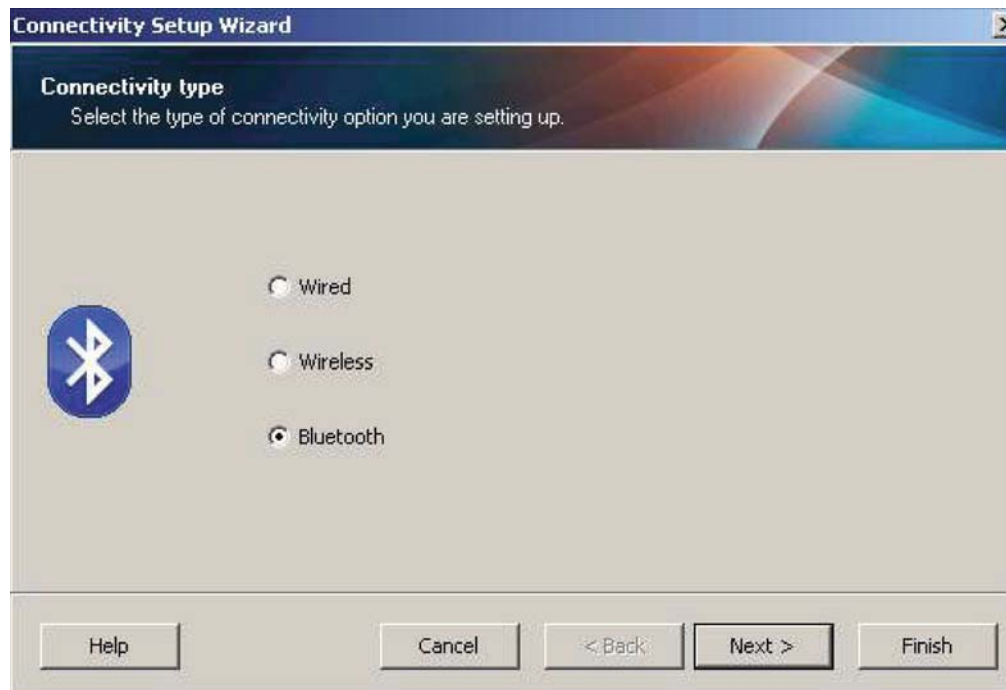 Connectivity Setup Wizard
Connectivity type
Select the type of connectivity option you are setting up.
Wired
Wireless
Bluetooth
Help Cancel < Back Next > Finish